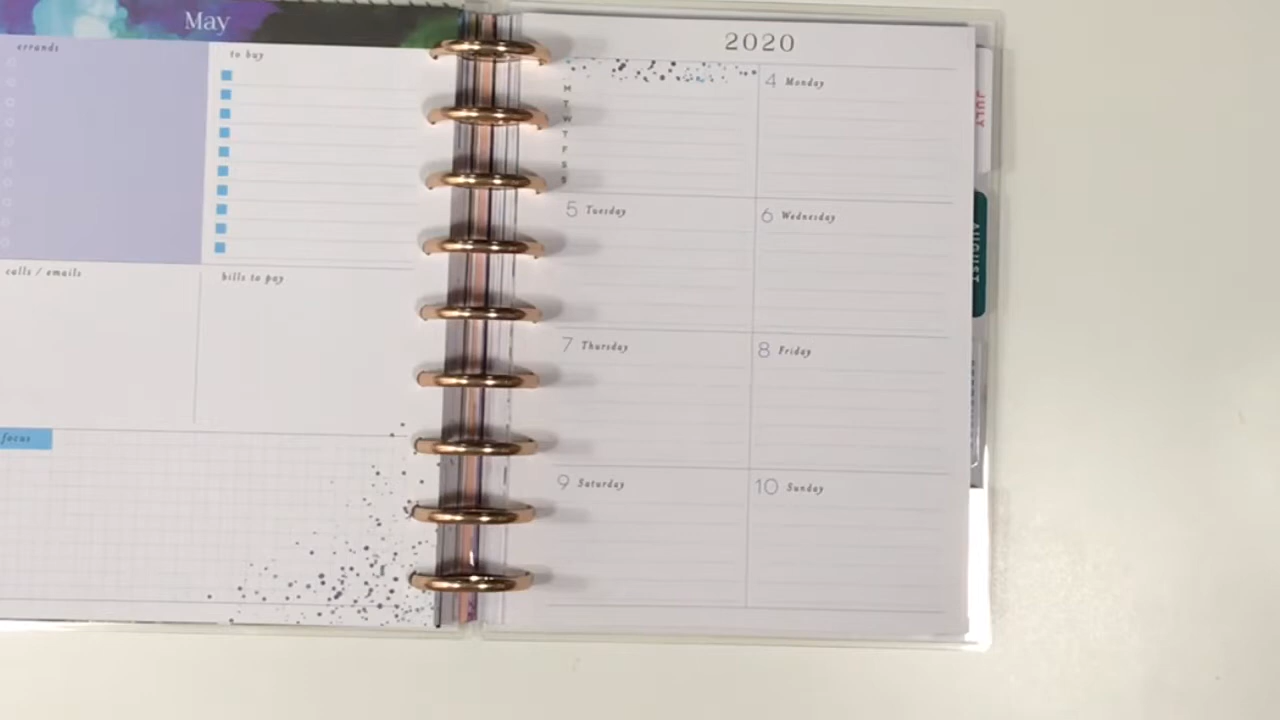 May
errands
to buy
calls / emails
bills to pay
focus
2020
M
T
W
T
F
S
S
4 Monday
5 Tuesday
6 Wednesday
7 Thursday
8 Friday
9 Saturday
10 Sunday
JULY
AUGUST